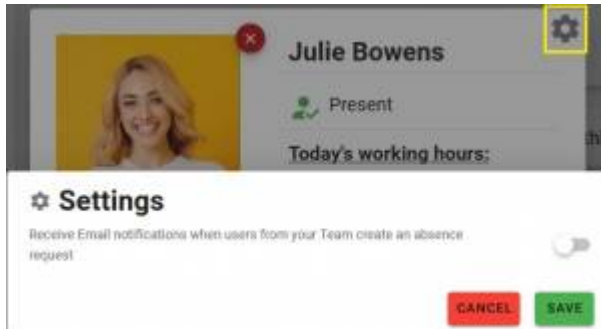 Julie Bowens
Present
Today's working hours:
th
Settings
Receive Email notifications when users from your Team create an absence
request
CANCEL
SAVE